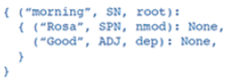 { ("morning", SN, root):
{ ("Rosa", SPN, nmod): None,
("Good", ADJ, dep): None,
}
}